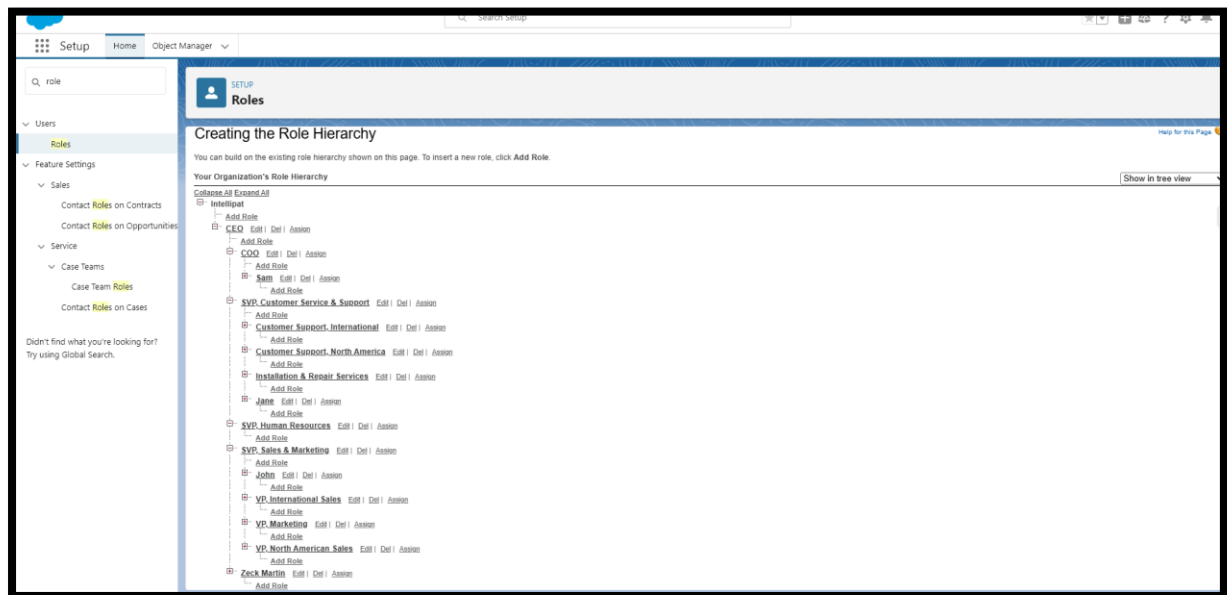 Search Setup
Setup Home Object Manager
role
Users
Roles
Feature Settings
Sales
Contact Roles on Contracts
Contact Roles on Opportunities
Service
Case Teams
Case Team Roles
Contact Roles on Cases
Didn't find what you're looking for?
Try using Global Search.
SETUP
Roles
Creating the Role Hierarchy
Help for this Page
You can build on the existing role hierarchy shown on this page. To insert a new role, click Add Role.
Your Organization's Role Hierarchy
Show in tree view
Collapse All Expand All
Intellipat
Add Role
CEO Edit | Del | Assign
Add Role
COO Edit | Del | Assign
Add Role
Sam Edit | Del | Assign
Add Role
SVP, Customer Service & Support Edit | Del | Assign
Add Role
Customer Support, International Edit | Del | Assign
Add Role
Customer Support, North America Edit | Del | Assign
Add Role
Installation & Repair Services Edit | Del | Assign
Add Role
Jane Edit | Del | Assign
Add Role
SVP, Human Resources Edit | Del | Assign
Add Role
SVP, Sales & Marketing Edit | Del | Assign
Add Role
John Edit | Del | Assign
Add Role
VP, International Sales Edit | Del | Assign
Add Role
VP, Marketing Edit | Del | Assign
Add Role
VP, North American Sales Edit | Del | Assign
Add Role
Zeck Martin Edit | Del | Assign
Add Role